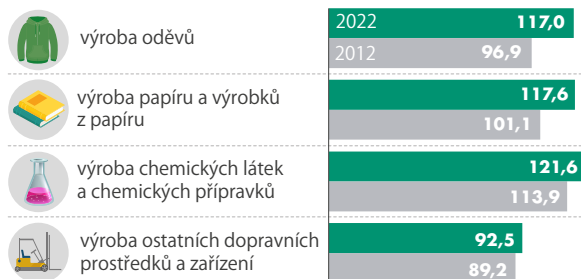 výroba oděvů
2022 117,0
2012 96,9
výroba papíru a výrobků
z papíru
117,6
101,1
výroba chemických látek
a chemických přípravků
121,6
113,9
výroba ostatních dopravních
prostředků a zařízení
92,5
89,2